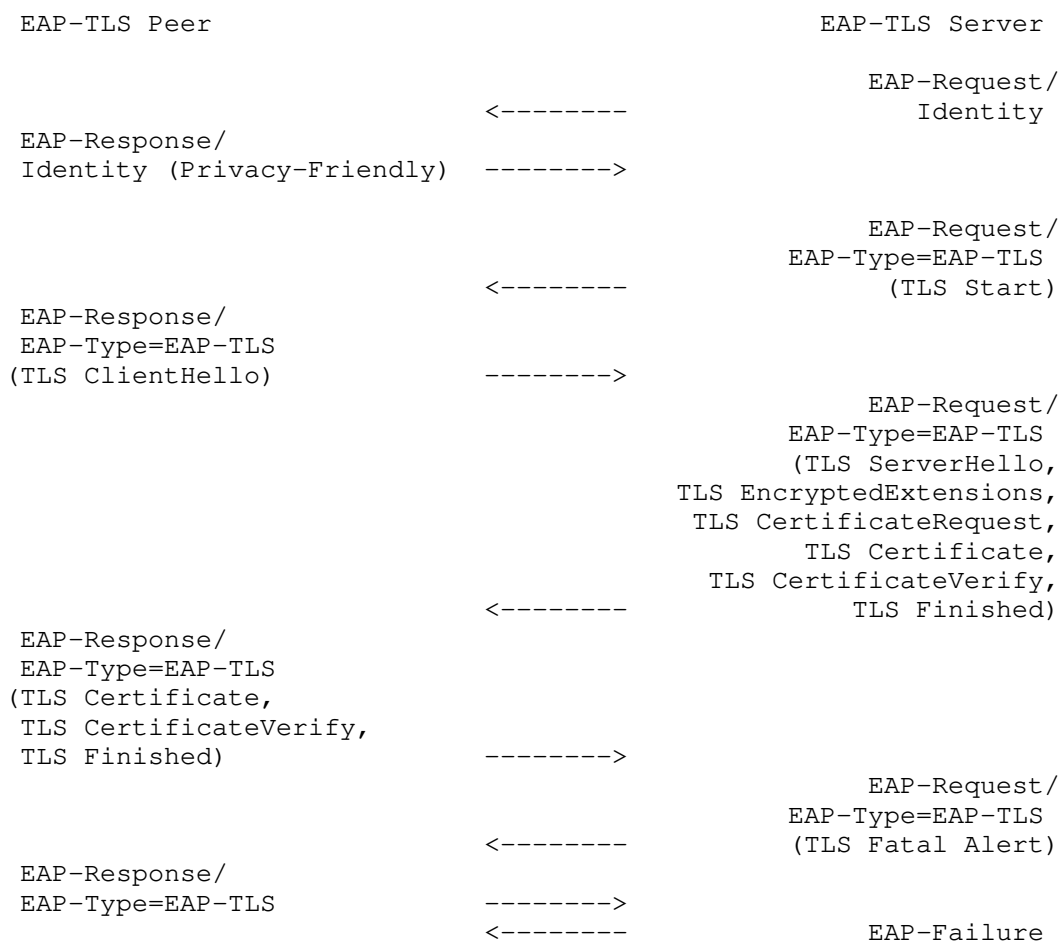 EAP-TLS Peer                                              EAP-TLS Server

                                                            EAP-Request/
                                 <--------                      Identity
EAP-Response/
Identity (Privacy-Friendly)      -------->

                                                            EAP-Request/
                                                        EAP-Type=EAP-TLS
                                 <--------                   (TLS Start)
EAP-Response/
EAP-Type=EAP-TLS
(TLS ClientHello)                -------->
                                                            EAP-Request/
                                                        EAP-Type=EAP-TLS
                                                       (TLS ServerHello,
                                                TLS EncryptedExtensions,
                                                 TLS CertificateRequest,
                                                        TLS Certificate,
                                                  TLS CertificateVerify,
                                 <--------                 TLS Finished)
EAP-Response/
EAP-Type=EAP-TLS
(TLS Certificate,
TLS CertificateVerify,
TLS Finished)                    -------->
                                                            EAP-Request/
                                                        EAP-Type=EAP-TLS
                                 <--------             (TLS Fatal Alert)
EAP-Response/
EAP-Type=EAP-TLS                 -------->
                                 <--------                   EAP-Failure